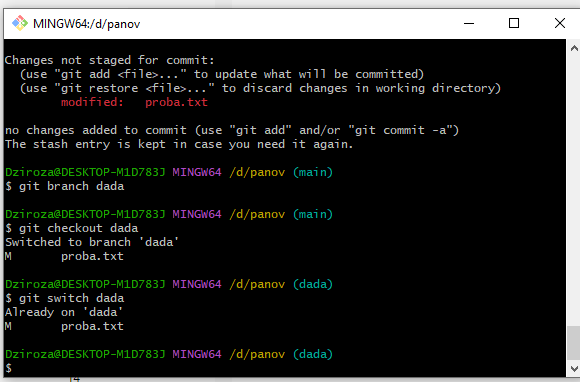 MINGW64:/d/panov
Changes not staged for commit:
  (use "git add <file>..." to update what will be committed)
  (use "git restore <file>..." to discard changes in working directory)
        modified:   proba.txt
no changes added to commit (use "git add" and/or "git commit -a")
The stash entry is kept in case you need it again.
Dziroza@DESKTOP-M1D783J MINGW64 /d/panov (main)
$ git branch dada
Dziroza@DESKTOP-M1D783J MINGW64 /d/panov (main)
$ git checkout dada
Switched to branch 'dada'
M       proba.txt
Dziroza@DESKTOP-M1D783J MINGW64 /d/panov (dada)
$ git switch dada
Already on 'dada'
M       proba.txt
Dziroza@DESKTOP-M1D783J MINGW64 /d/panov (dada)
$